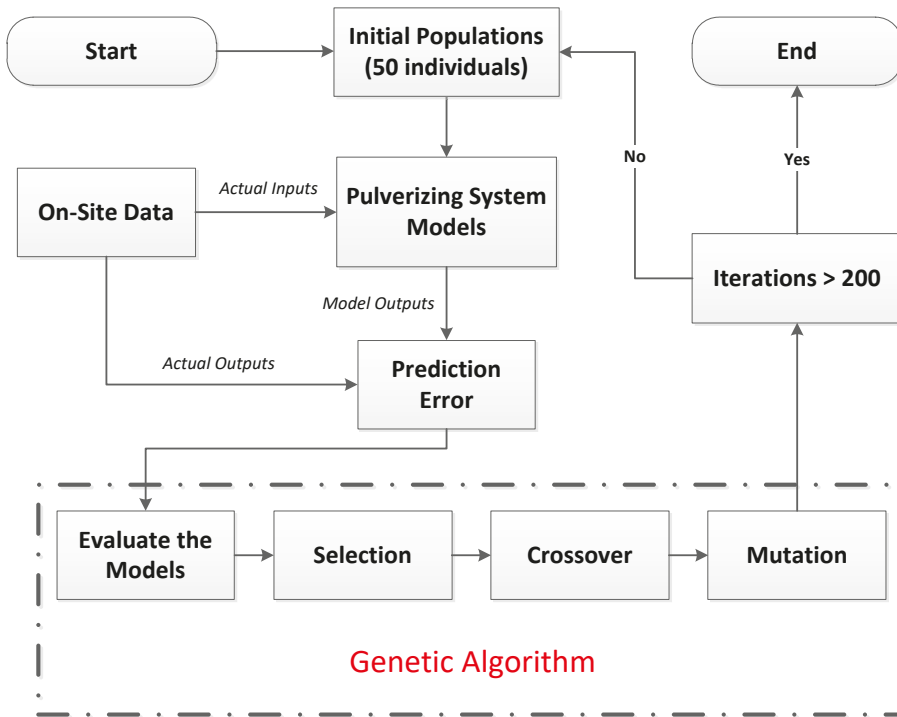 Start
Initial Populations
(50 individuals)
End
No
Yes
On-Site Data
Actual Inputs
Pulverizing System
Models
Iterations > 200
Model Outputs
Actual Outputs
Prediction
Error
Evaluate the
Models
Selection
Crossover
Mutation
Genetic Algorithm